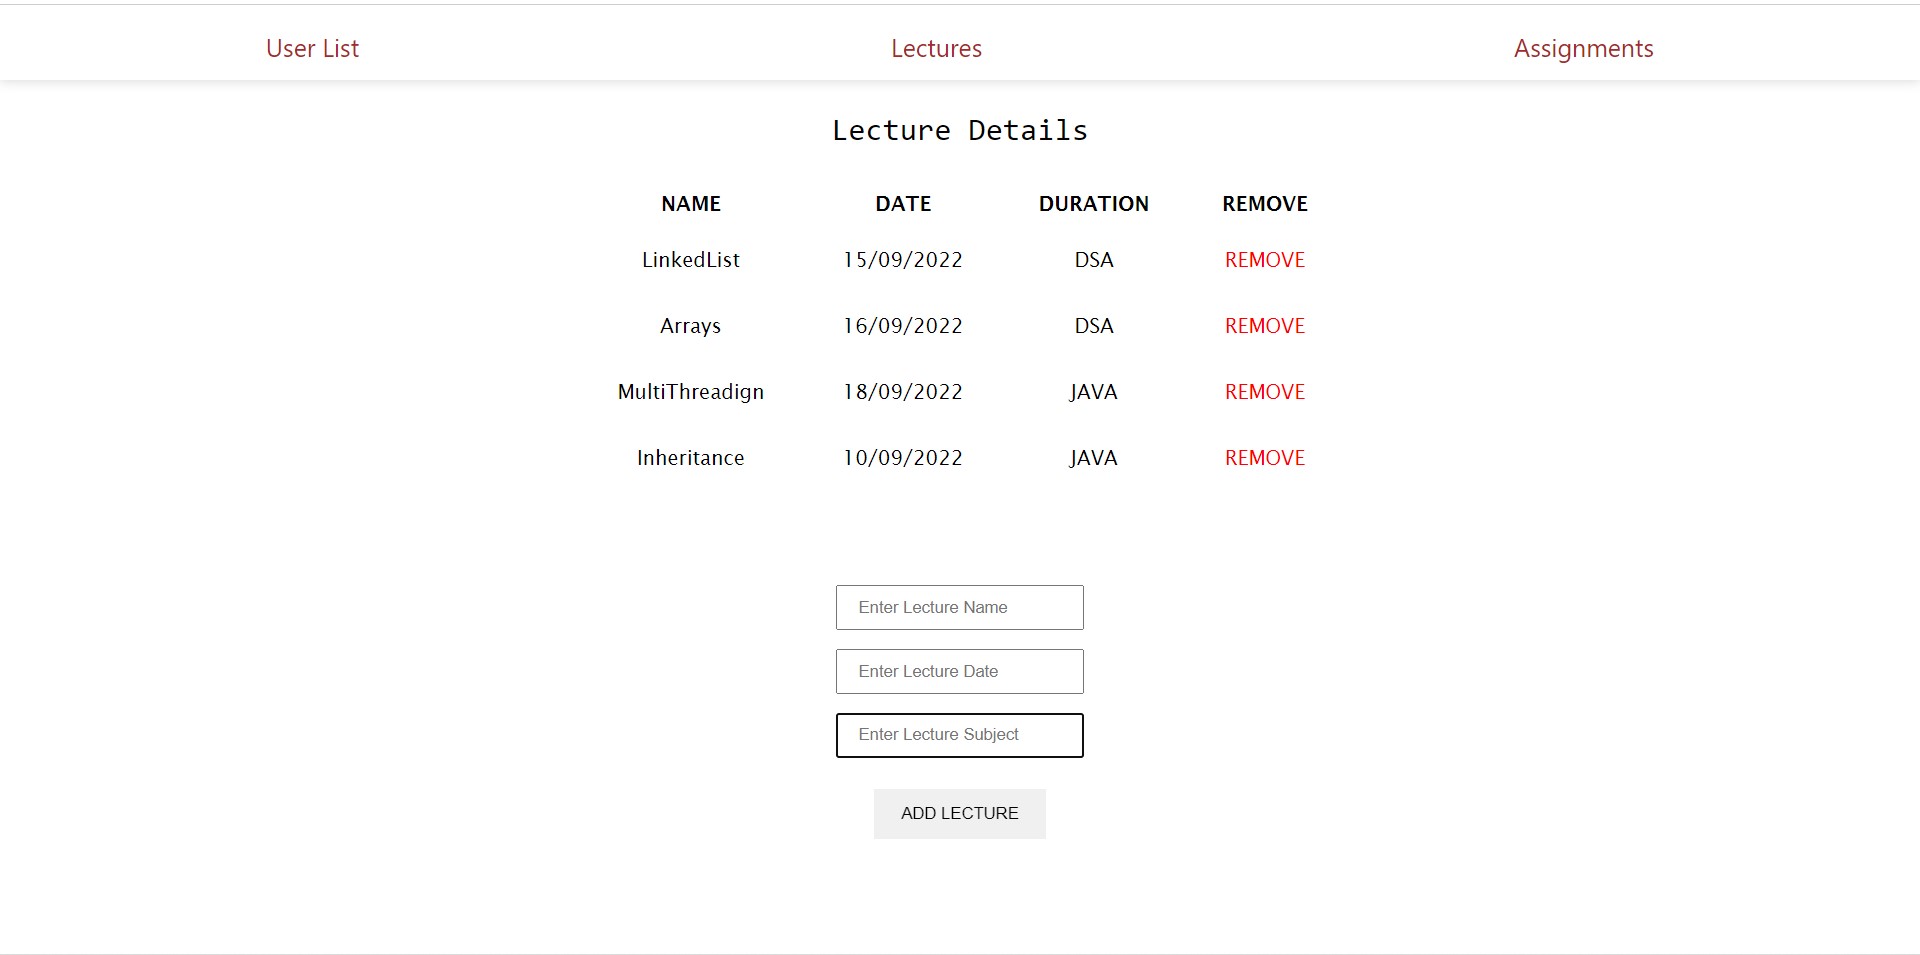 User List Lectures Assignments
Lecture Details
NAME DATE DURATION REMOVE
LinkedList 15/09/2022 DSA REMOVE
Arrays 16/09/2022 DSA REMOVE
MultiThreadign 18/09/2022 JAVA REMOVE
Inheritance 10/09/2022 JAVA REMOVE
Enter Lecture Name
Enter Lecture Date
Enter Lecture Subject
ADD LECTURE